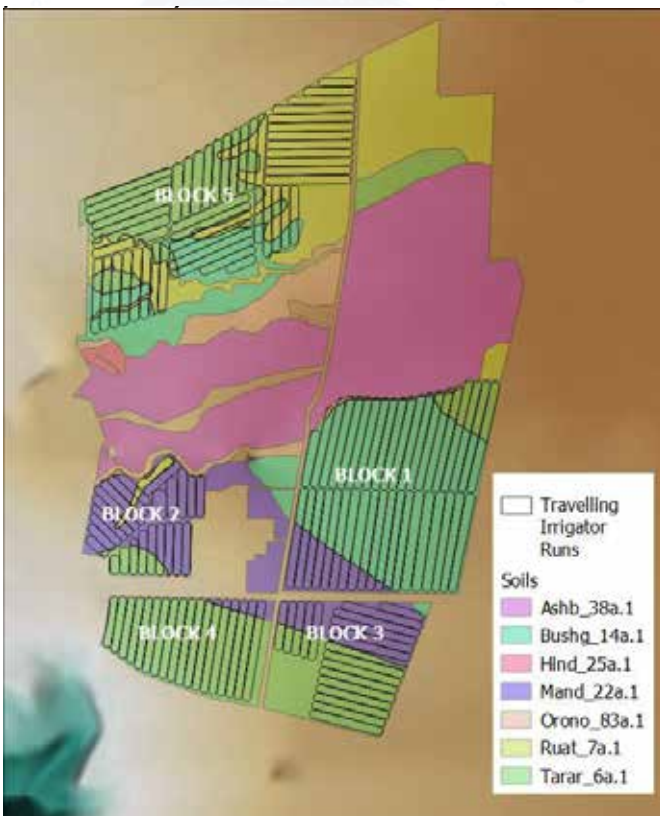 BLOCK 5
BLOCK 1
BLOCK 2
BLOCK 4
BLOCK 3
Travelling
Irrigator
Runs
Soils
Ashb_38a.1
Bushg_14a.1
Hind_25a.1
Mand_22a.1
Orono_83a.1
Ruat_7a.1
Tarar_6a.1